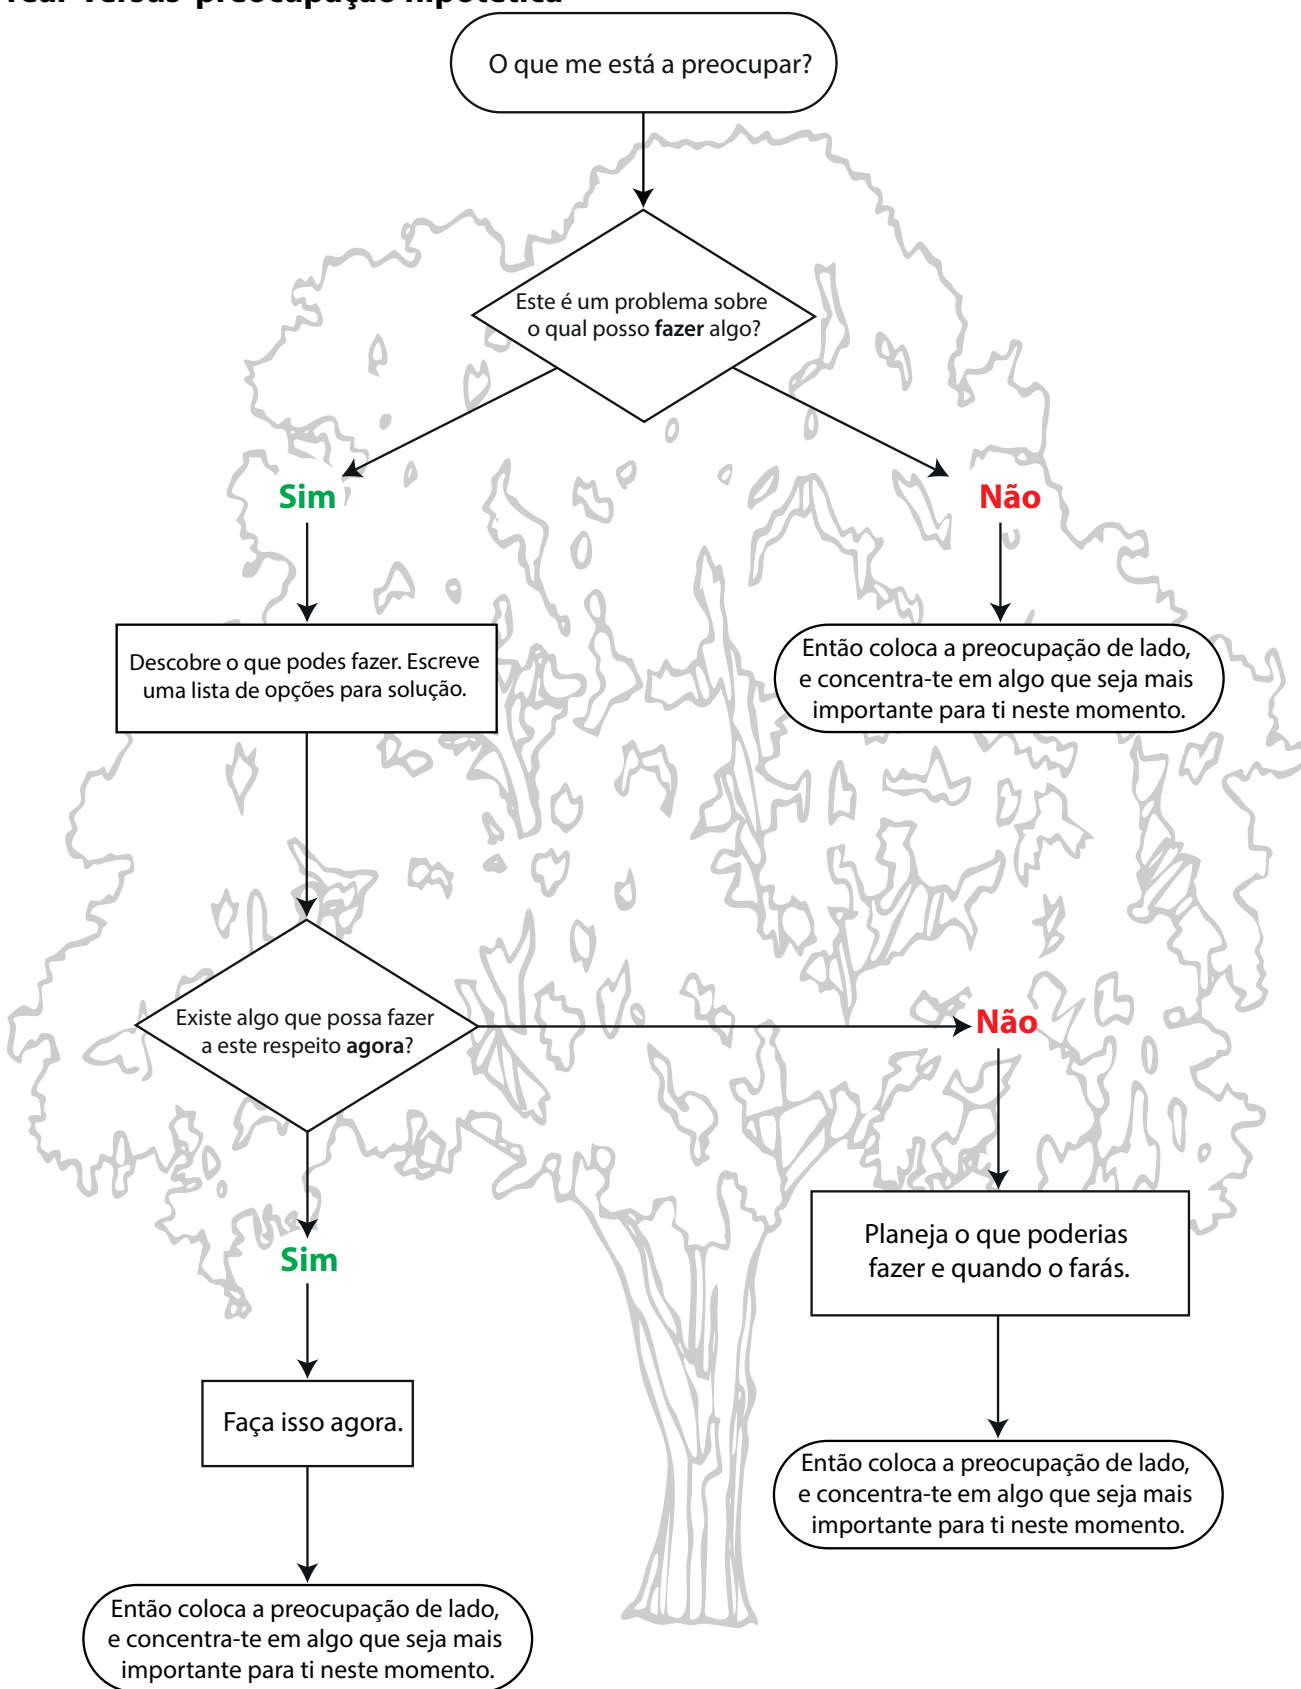 real versus preocupação hipotética
O que me está a preocupar?
Este é um problema sobre
o qual posso fazer algo?
Sim
Não
Descobre o que podes fazer. Escreve
uma lista de opções para solução.
Então coloca a preocupação de lado,
e concentra-te em algo que seja mais
importante para ti neste momento.
Existe algo que possa fazer
a este respeito agora?
Não
Sim
Planeja o que poderias
fazer e quando o farás.
Faça isso agora.
Então coloca a preocupação de lado,
e concentra-te em algo que seja mais
importante para ti neste momento.
Então coloca a preocupação de lado,
e concentra-te em algo que seja mais
importante para ti neste momento.